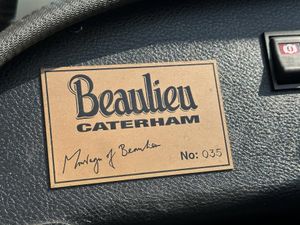 Beaulieu
CATERHAM
Montagu of Beaulieu
No: 035